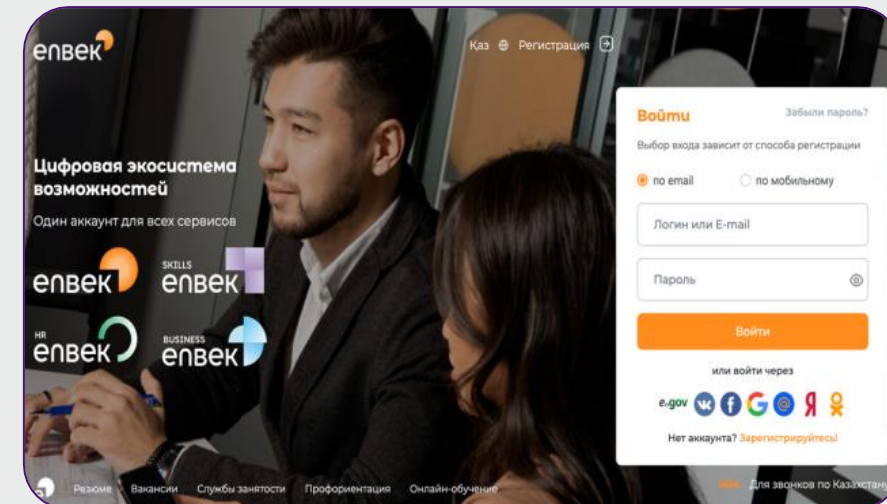 enbek
Қаз Регистрация
Цифровая экосистема
возможностей
Один аккаунт для всех сервисов
enbek
SKILLS
enbek
HR
enbek
BUSINESS
enbek
Войти
Забыли пароль?
Выбор входа зависит от способа регистрации
по email
по мобильному
Логин или E-mail
Пароль
Войти
или войти через
egov
Нет аккаунта? Зарегистрируйтесь!
Резюме Вакансии Службы занятости Профориентация Онлайн-обучение
Для звонков по Казахстану